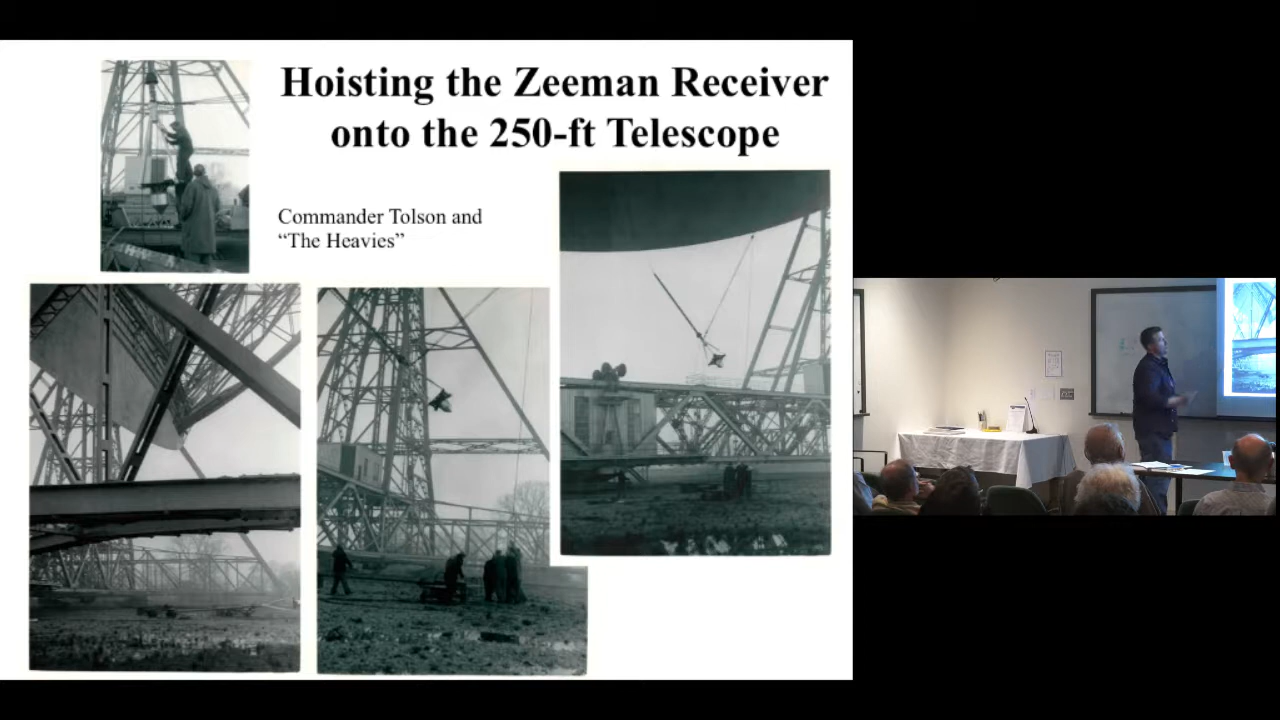 Hoisting the Zeeman Receiver
onto the 250-ft Telescope
Commander Tolson and
“The Heavies”